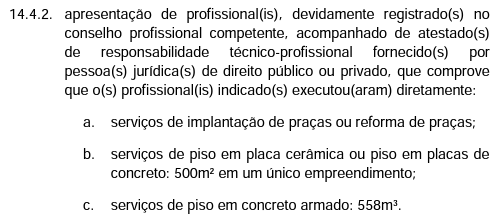 14.4.2. apresentação de profissional(is), devidamente registrado(s) no
conselho profissional competente, acompanhado de atestado(s)
de responsabilidade técnico-profissional fornecido(s) por
pessoa(s) jurídica(s) de direito público ou privado, que comprove
que o(s) profissional(is) indicado(s) executou(aram) diretamente:
a. serviços de implantação de praças ou reforma de praças;
b. serviços de piso em placa cerâmica ou piso em placas de
concreto: 500m² em um único empreendimento;
c. serviços de piso em concreto armado: 558m³.